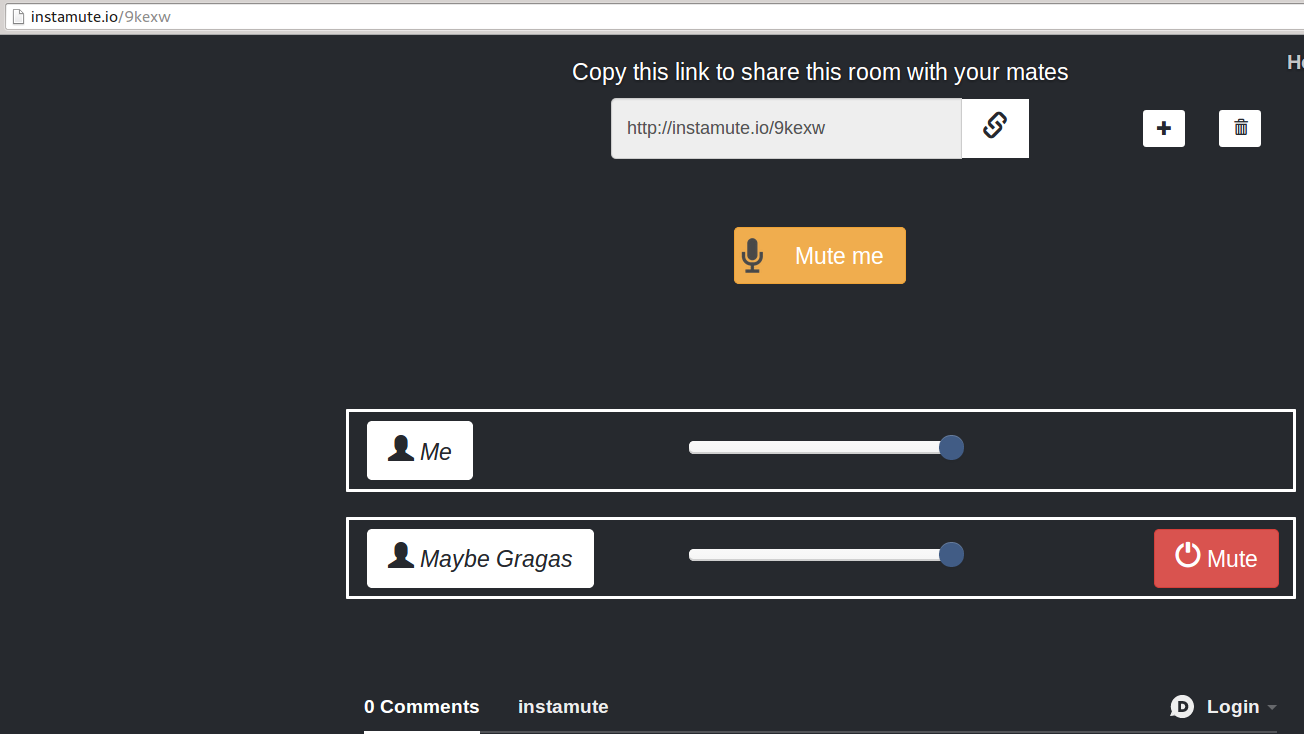 instamute.io/9kexw
Copy this link to share this room with your mates
http://instamute.io/9kexw
Mute me
Me
Maybe Gragas
Mute
0 Comments instamute Login